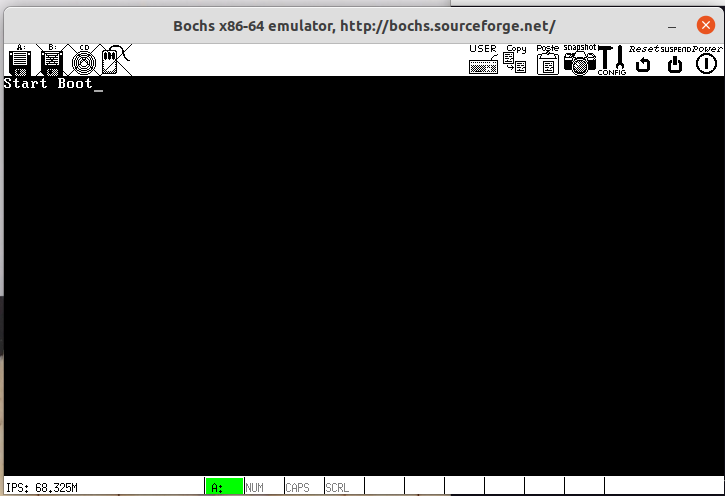 Bochs x86-64 emulator, http://bochs.sourceforge.net/
A: B: CD USER Copy Paste snapshot CONFIG Reset SUSPEND Power
Start Boot_
IPS: 68.325M A: NUM CAPS SCRL